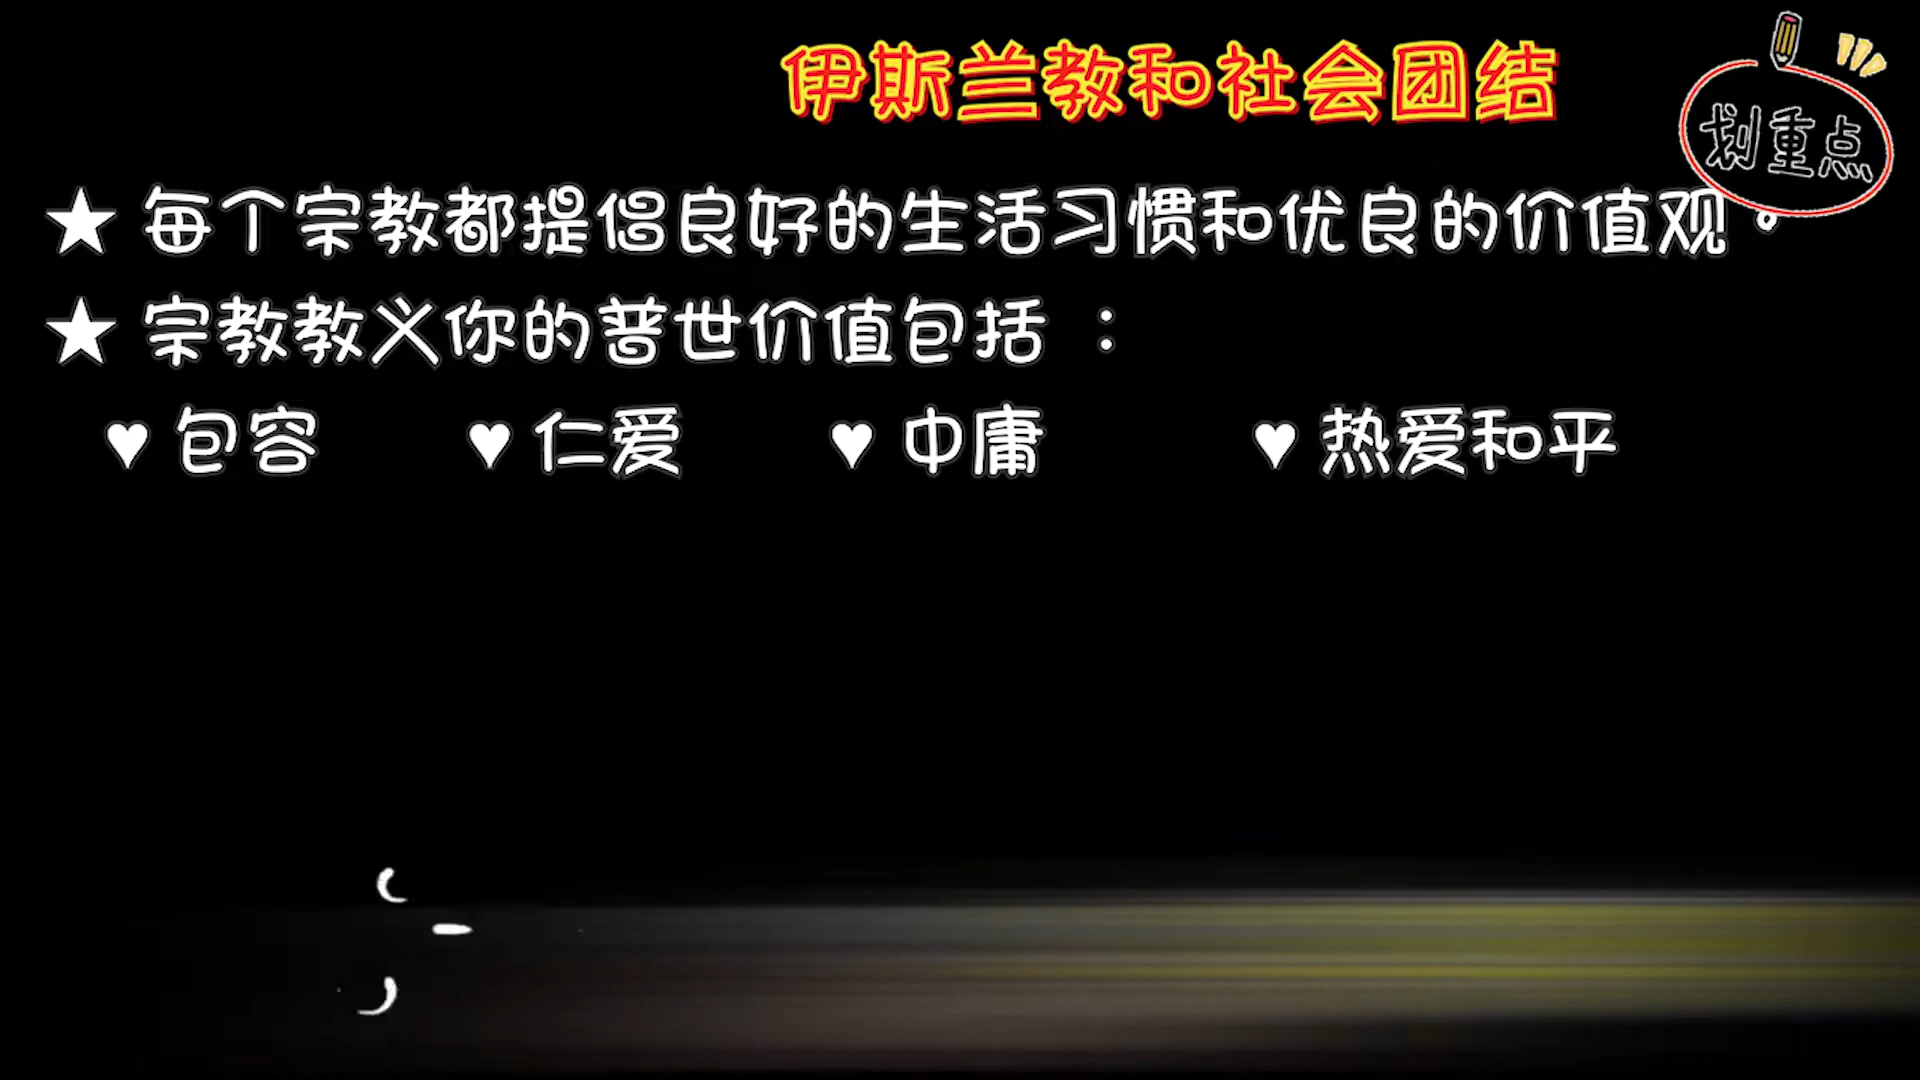 伊斯兰教和社会团结
划重点
★ 每个宗教都提倡良好的生活习惯和优良的价值观。
★ 宗教教义你的普世价值包括 ：
♥ 包容 ♥ 仁爱 ♥ 中庸 ♥ 热爱和平